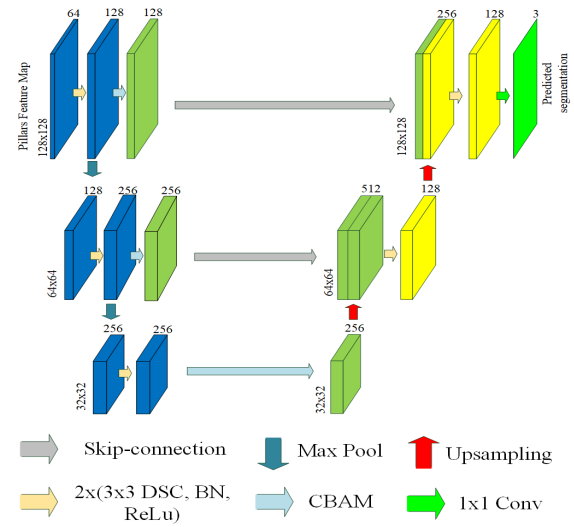 64 128 128
256 128 3
Pillars Feature Map
128x128
128x128
Predicted
segmentation
128 256 256
512 128
64x64
64x64
256 256
256
32x32
32x32
Skip-connection
Max Pool
Upsampling
2x(3x3 DSC, BN,
ReLu)
CBAM
1x1 Conv